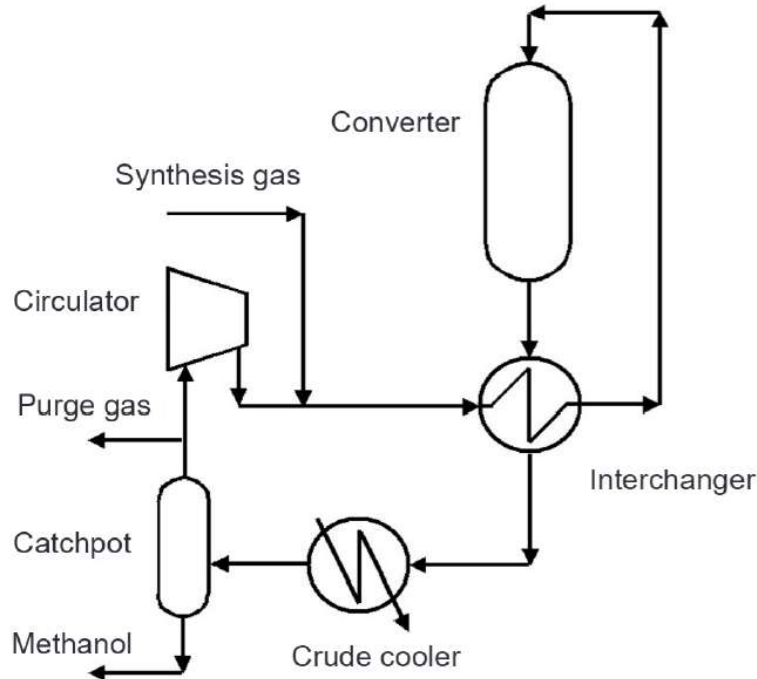 Converter
Synthesis gas
Circulator
Purge gas
Interchanger
Catchpot
Methanol
Crude cooler